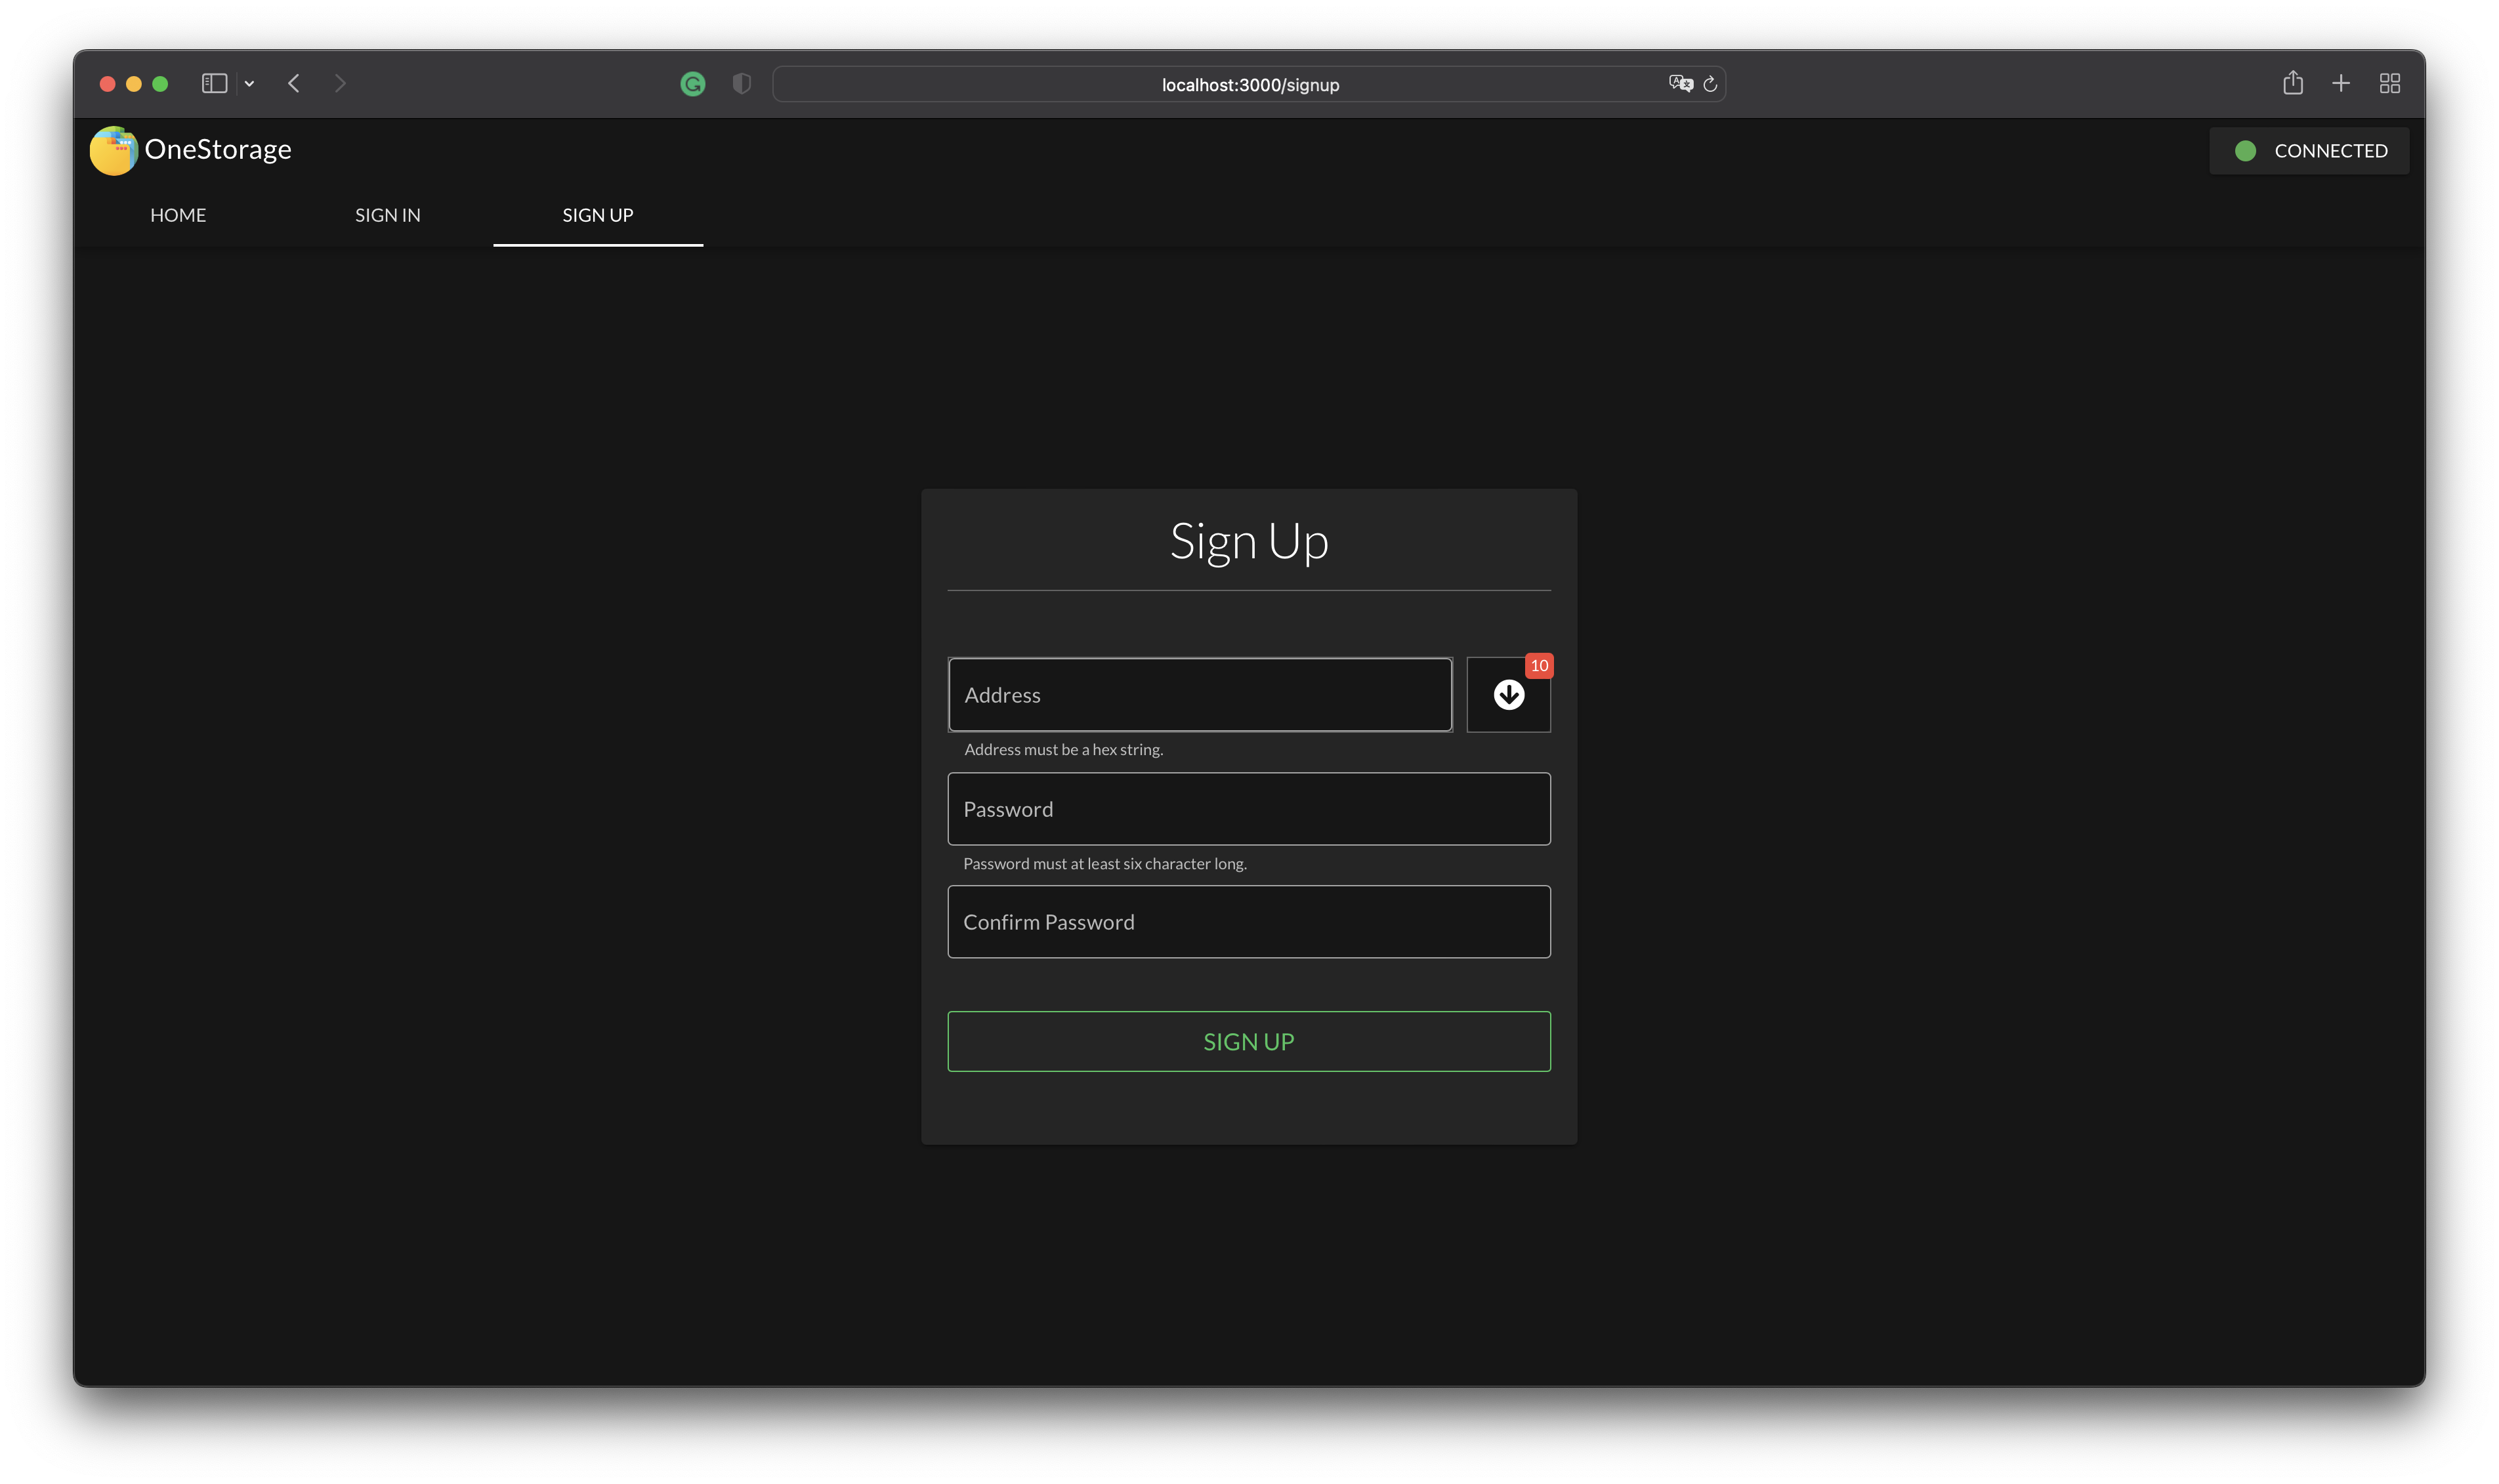 localhost:3000/signup
OneStorage
CONNECTED
HOME
SIGN IN
SIGN UP
Sign Up
Address
10
Address must be a hex string.
Password
Password must at least six character long.
Confirm Password
SIGN UP